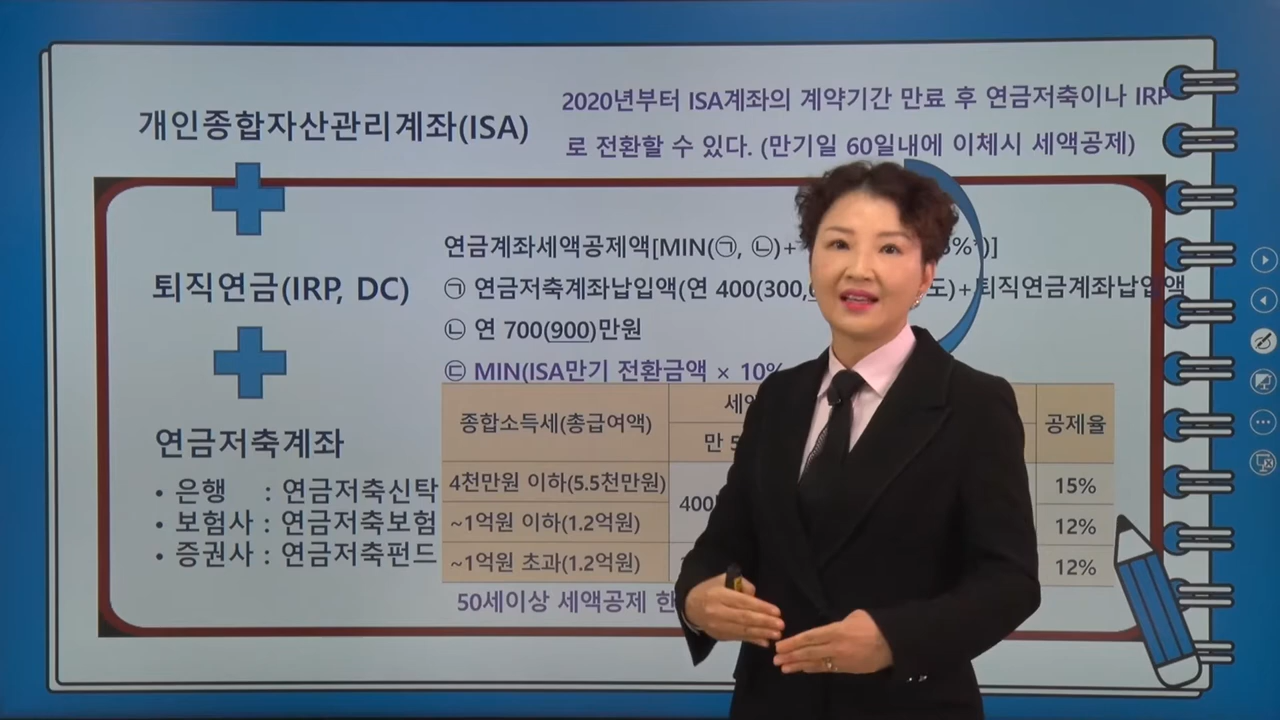 개인종합자산관리계좌(ISA)
2020년부터 ISA계좌의 계약기간 만료 후 연금저축이나 IRP
로 전환할 수 있다. (만기일 60일내에 이체시 세액공제)
퇴직연금(IRP, DC)
연금계좌세액공제액[MIN(㉠, ㉡)+ %*)]
㉠ 연금저축계좌납입액(연 400(300, 도)+퇴직연금계좌납입액
㉡ 연 700(900)만원
㉢ MIN(ISA만기 전환금액 × 10%
연금저축계좌
• 은행 : 연금저축신탁
• 보험사 : 연금저축보험
• 증권사 : 연금저축펀드
종합소득세(총급여액)
만
공제율
4천만원 이하(5.5천만원)
400
15%
~1억원 이하(1.2억원)
12%
~1억원 초과(1.2억원)
12%
50세이상 세액공제 한